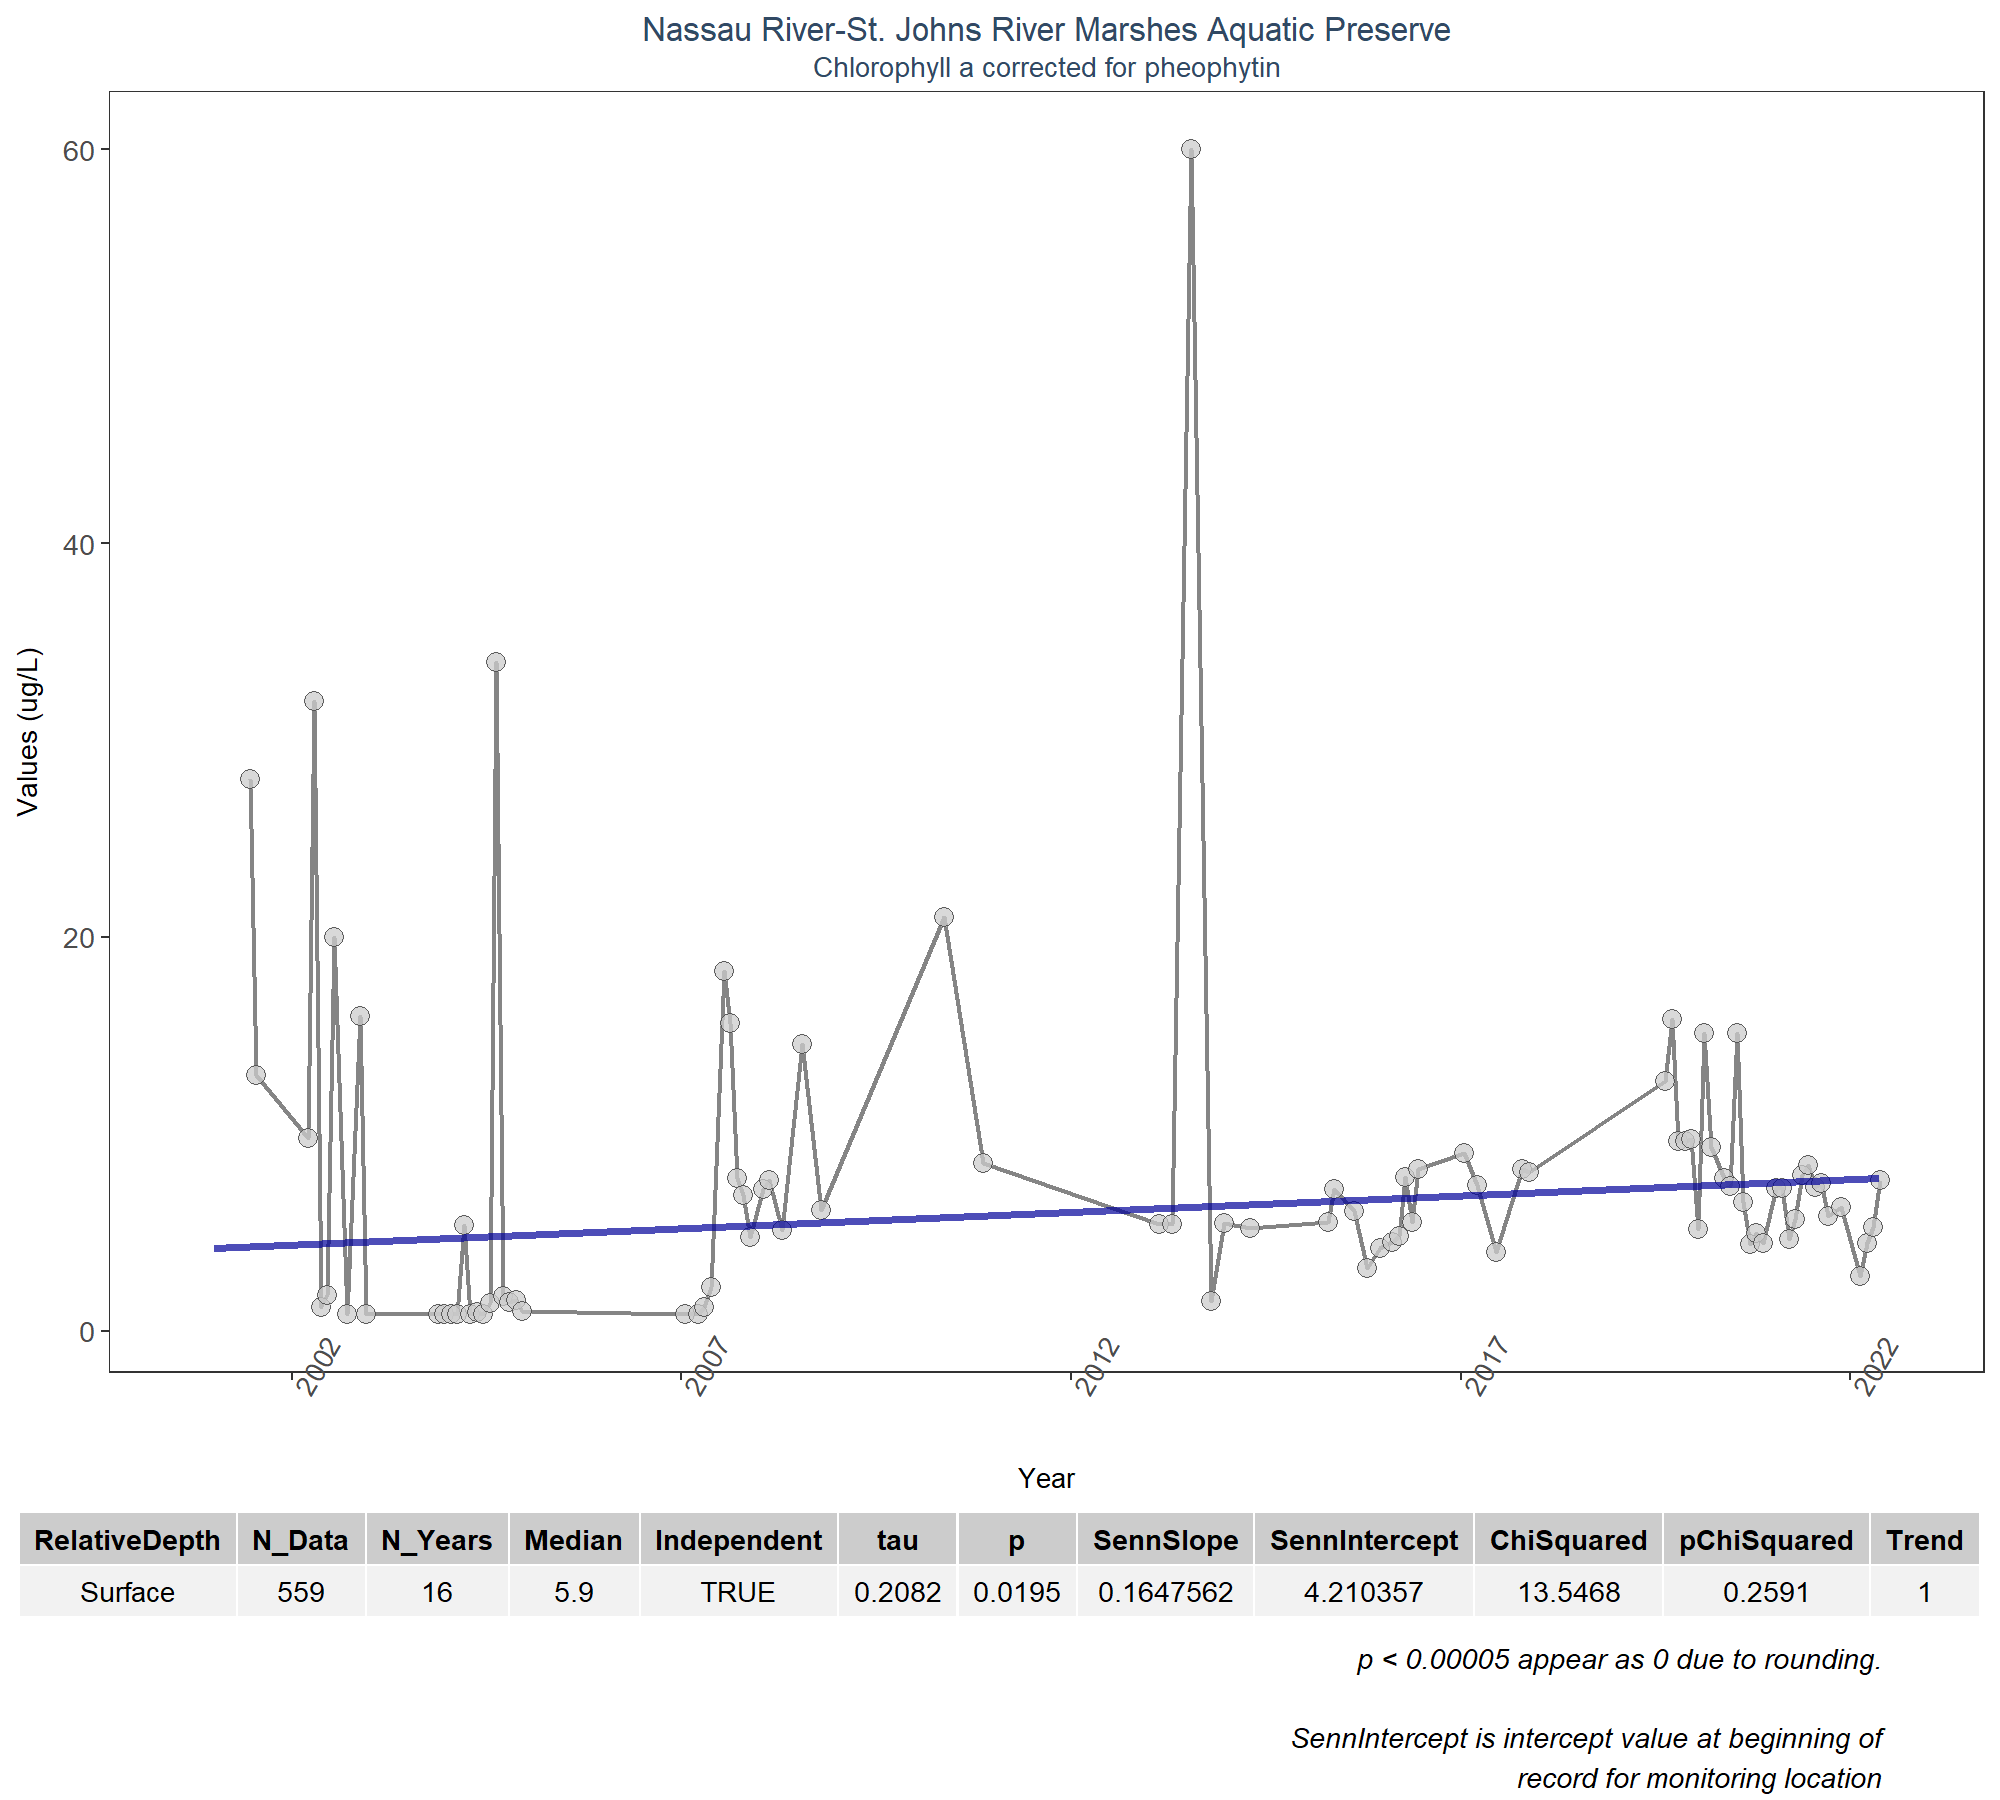 Nassau River-St. Johns River Marshes Aquatic Preserve
Chlorophyll a corrected for pheophytin
60
40
20
0
Values (ug/L)
2002 2007 2012 2017 2022
Year
RelativeDepth N_Data N_Years Median Independent tau p SennSlope SennIntercept ChiSquared pChiSquared Trend
Surface 559 16 5.9 TRUE 0.2082 0.0195 0.1647562 4.210357 13.5468 0.2591 1
p < 0.00005 appear as 0 due to rounding.
SennIntercept is intercept value at beginning of
record for monitoring location